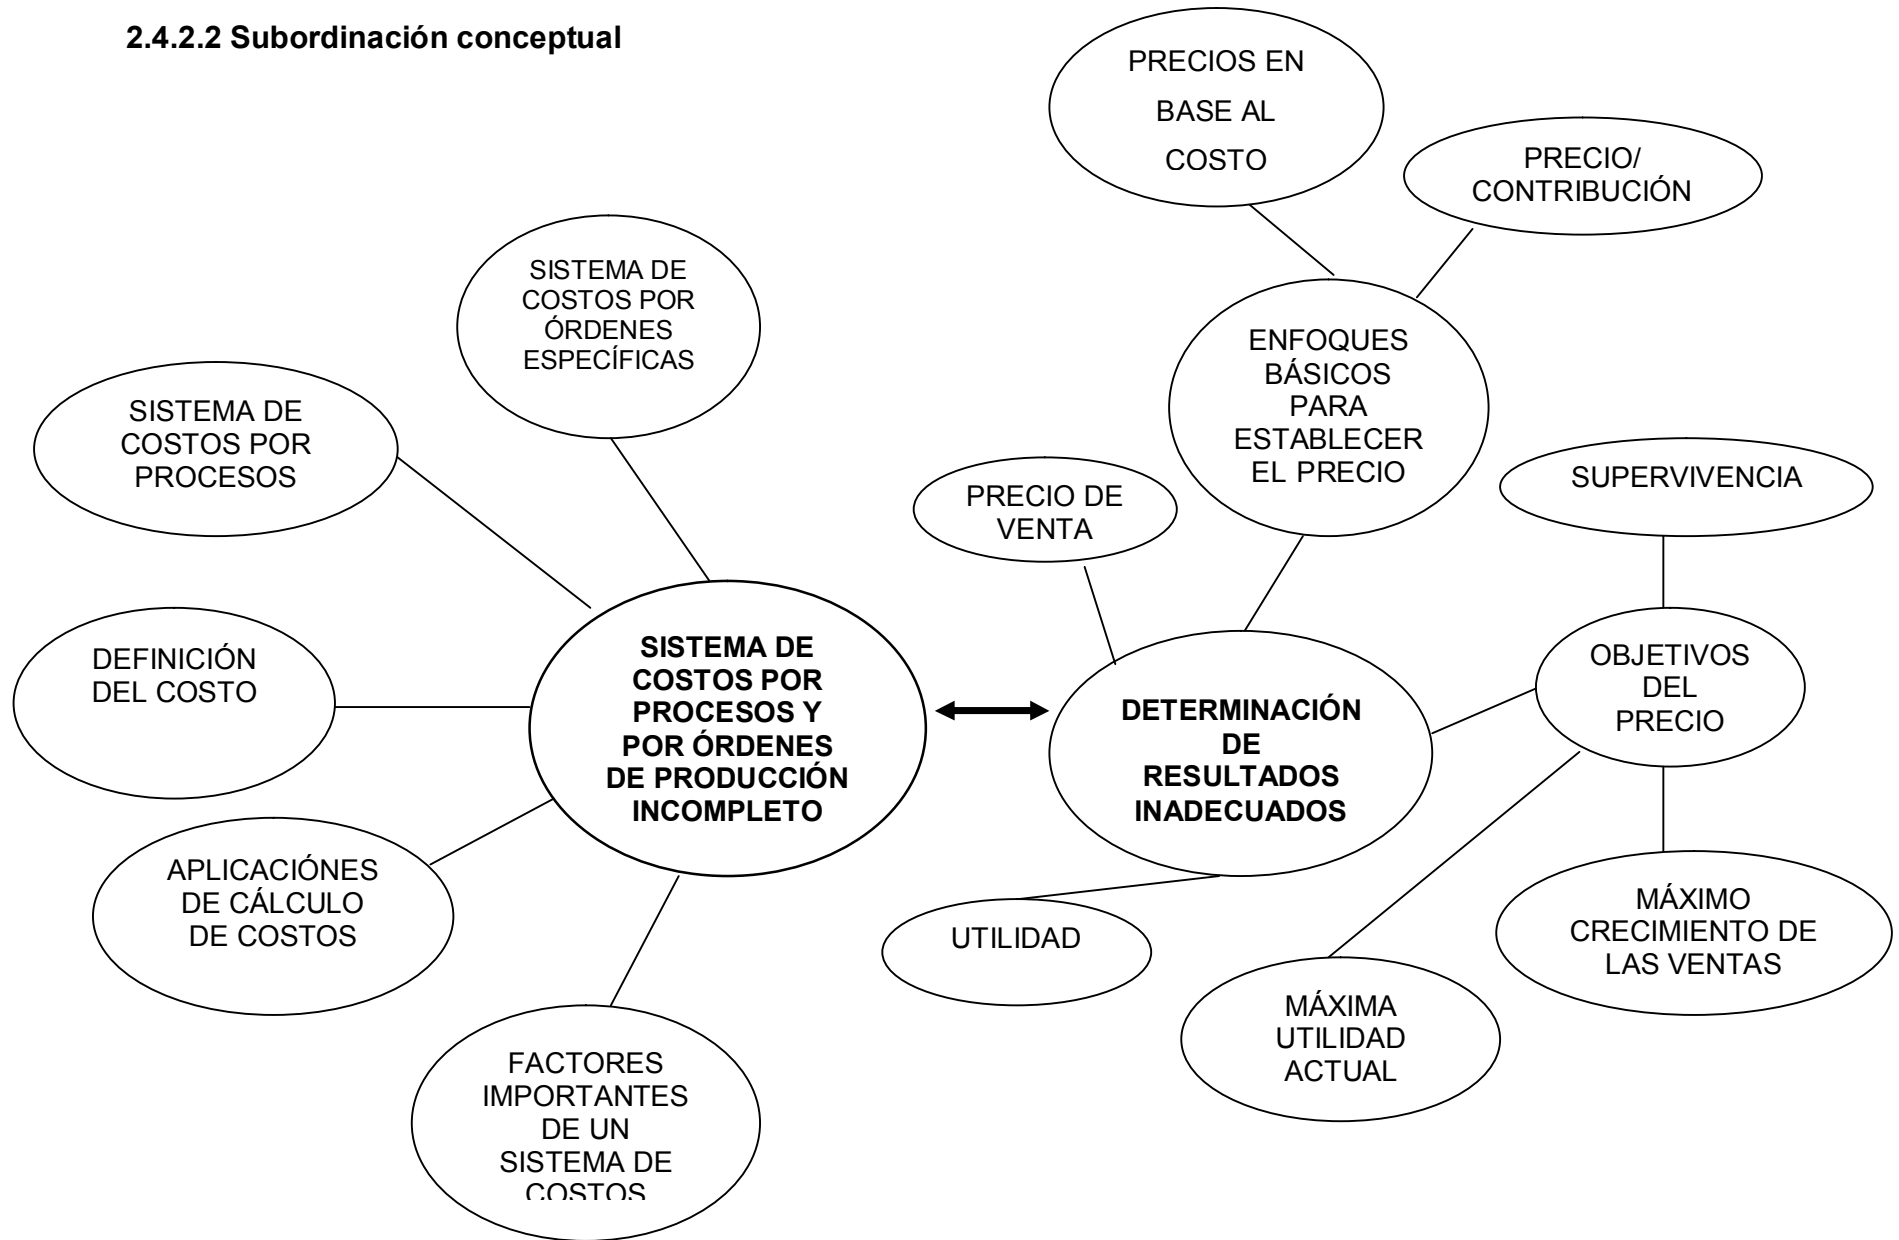 2.4.2.2 Subordinación conceptual
PRECIOS EN
BASE AL
COSTO
PRECIO/
CONTRIBUCIÓN
SISTEMA DE
COSTOS POR
ÓRDENES
ESPECÍFICAS
ENFOQUES
BÁSICOS
PARA
ESTABLECER
EL PRECIO
SISTEMA DE
COSTOS POR
PROCESOS
PRECIO DE
VENTA
SUPERVIVENCIA
DEFINICIÓN
DEL COSTO
SISTEMA DE
COSTOS POR
PROCESOS Y
POR ÓRDENES
DE PRODUCCIÓN
INCOMPLETO
DETERMINACIÓN
DE
RESULTADOS
INADECUADOS
OBJETIVOS
DEL
PRECIO
APLICACIÓNES
DE CÁLCULO
DE COSTOS
UTILIDAD
MÁXIMO
CRECIMIENTO DE
LAS VENTAS
MÁXIMA
UTILIDAD
ACTUAL
FACTORES
IMPORTANTES
DE UN
SISTEMA DE
COSTOS